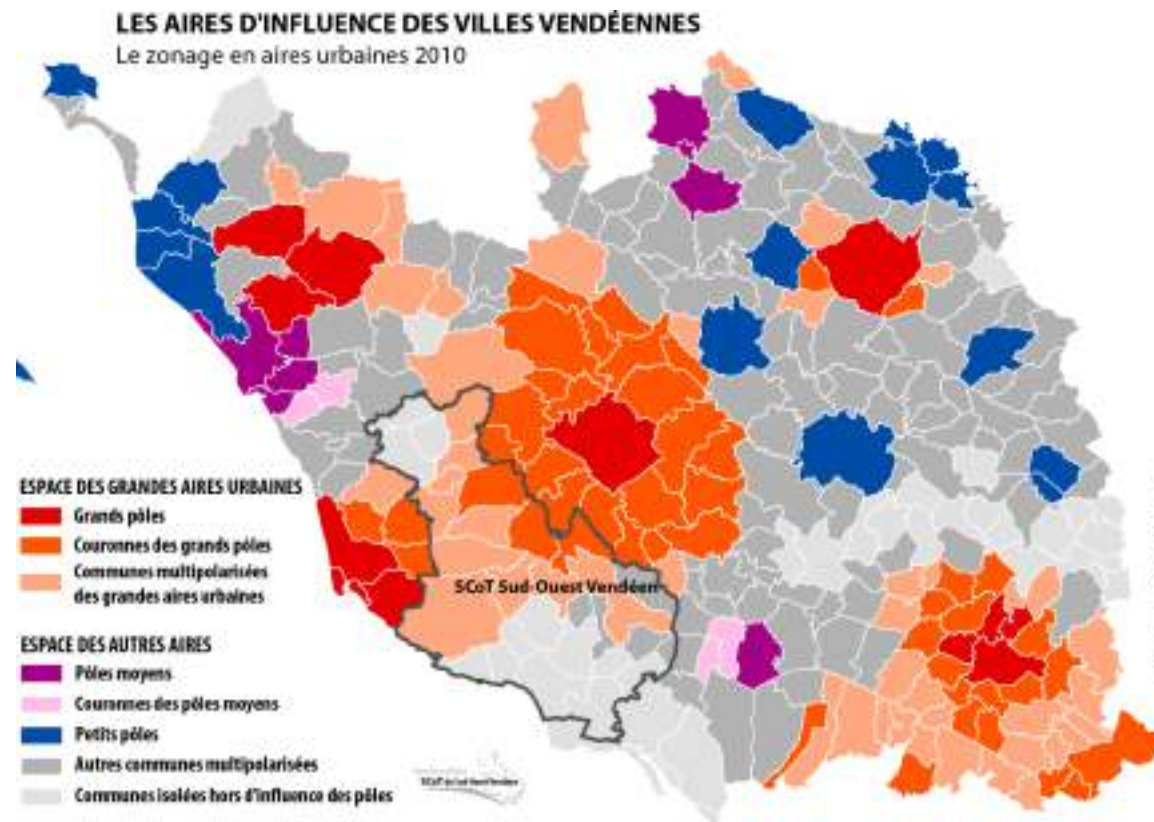 LES AIRES D'INFLUENCE DES VILLES VENDÉENNES
Le zonage en aires urbaines 2010
SCoT Sud-Ouest Vendéen
ESPACE DES GRANDES AIRES URBAINES
Grands pôles
Couronnes des grands pôles
Communes multipolarisées
des grandes aires urbaines
ESPACE DES AUTRES AIRES
Pôles moyens
Couronnes des pôles moyens
Petits pôles
Autres communes multipolarisées
Communes isolées hors d'influence des pôles